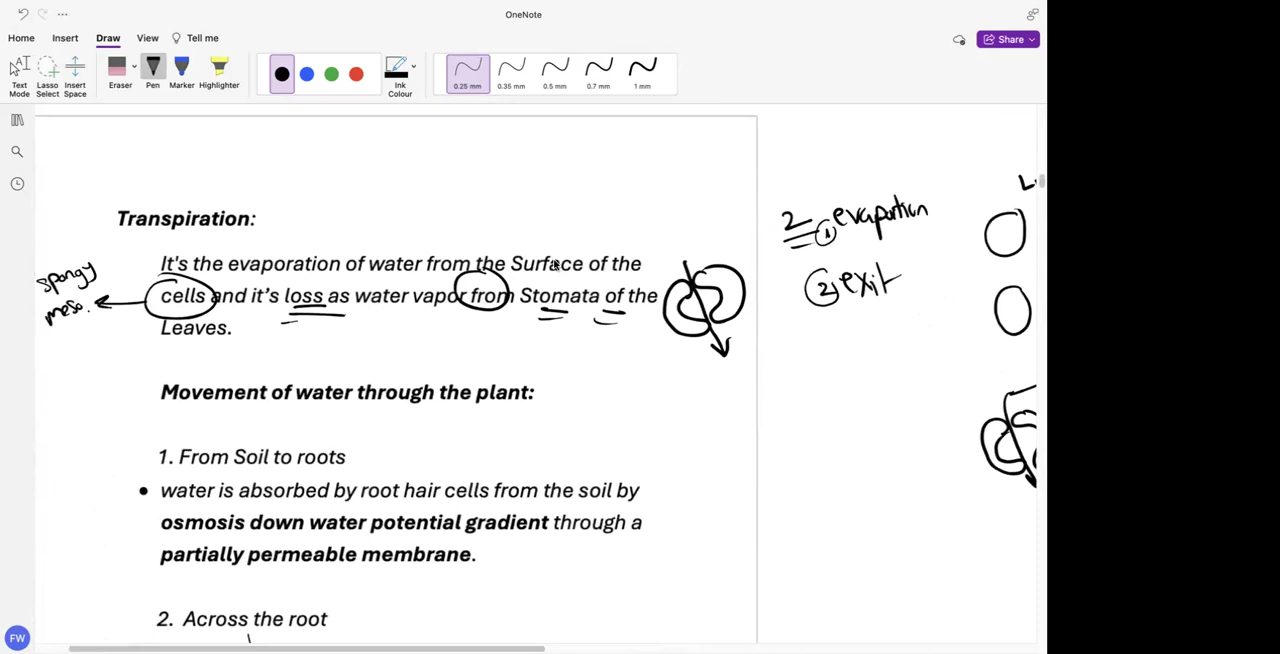 OneNote
Home Insert Draw View Tell me
Share
Text Mode
Lasso Select
Insert Space
Eraser
Pen
Marker
Highlighter
Ink Colour
0.25 mm
0.35 mm
0.5 mm
0.7 mm
1 mm
Transpiration:
It's the evaporation of water from the Surface of the
cells and it's loss as water vapor from Stomata of the
Leaves.
spongy
meso.
2 ① evaportion
② exit
Movement of water through the plant:
1. From Soil to roots
• water is absorbed by root hair cells from the soil by
osmosis down water potential gradient through a
partially permeable membrane.
2. Across the root
FW